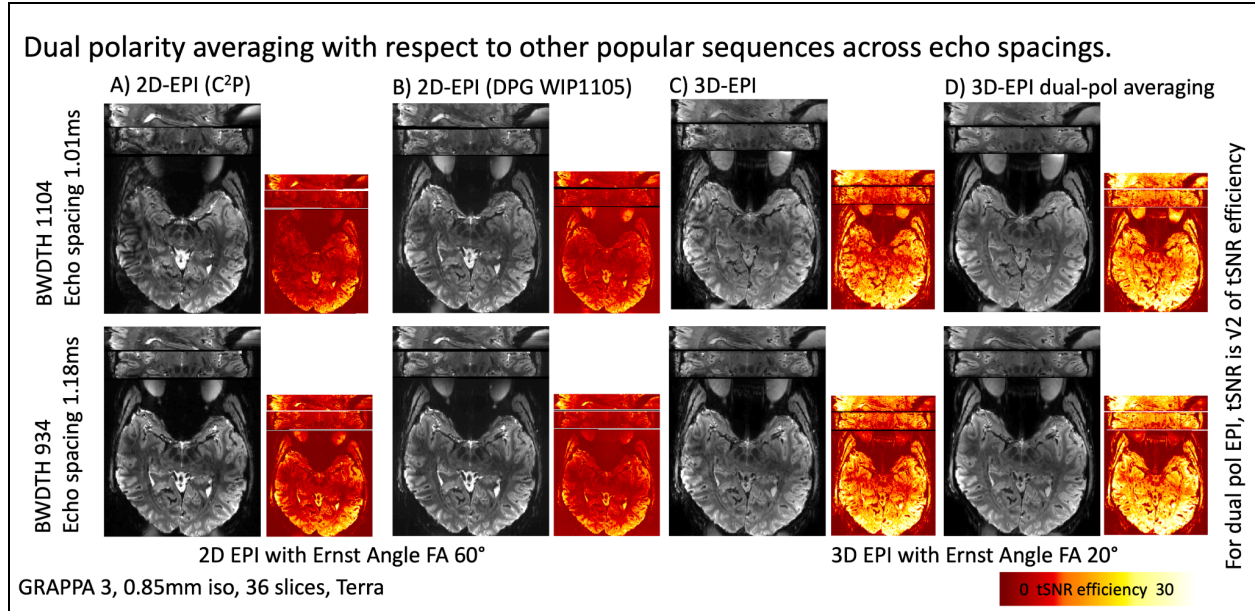 Dual polarity averaging with respect to other popular sequences across echo spacings.
A) 2D-EPI (C²P)
B) 2D-EPI (DPG WIP1105)
C) 3D-EPI
D) 3D-EPI dual-pol averaging
BWDTH 1104
Echo spacing 1.01ms
BWDTH 934
Echo spacing 1.18ms
For dual pol EPI, tSNR is √2 of tSNR efficiency
2D EPI with Ernst Angle FA 60°
3D EPI with Ernst Angle FA 20°
GRAPPA 3, 0.85mm iso, 36 slices, Terra
0 tSNR efficiency 30